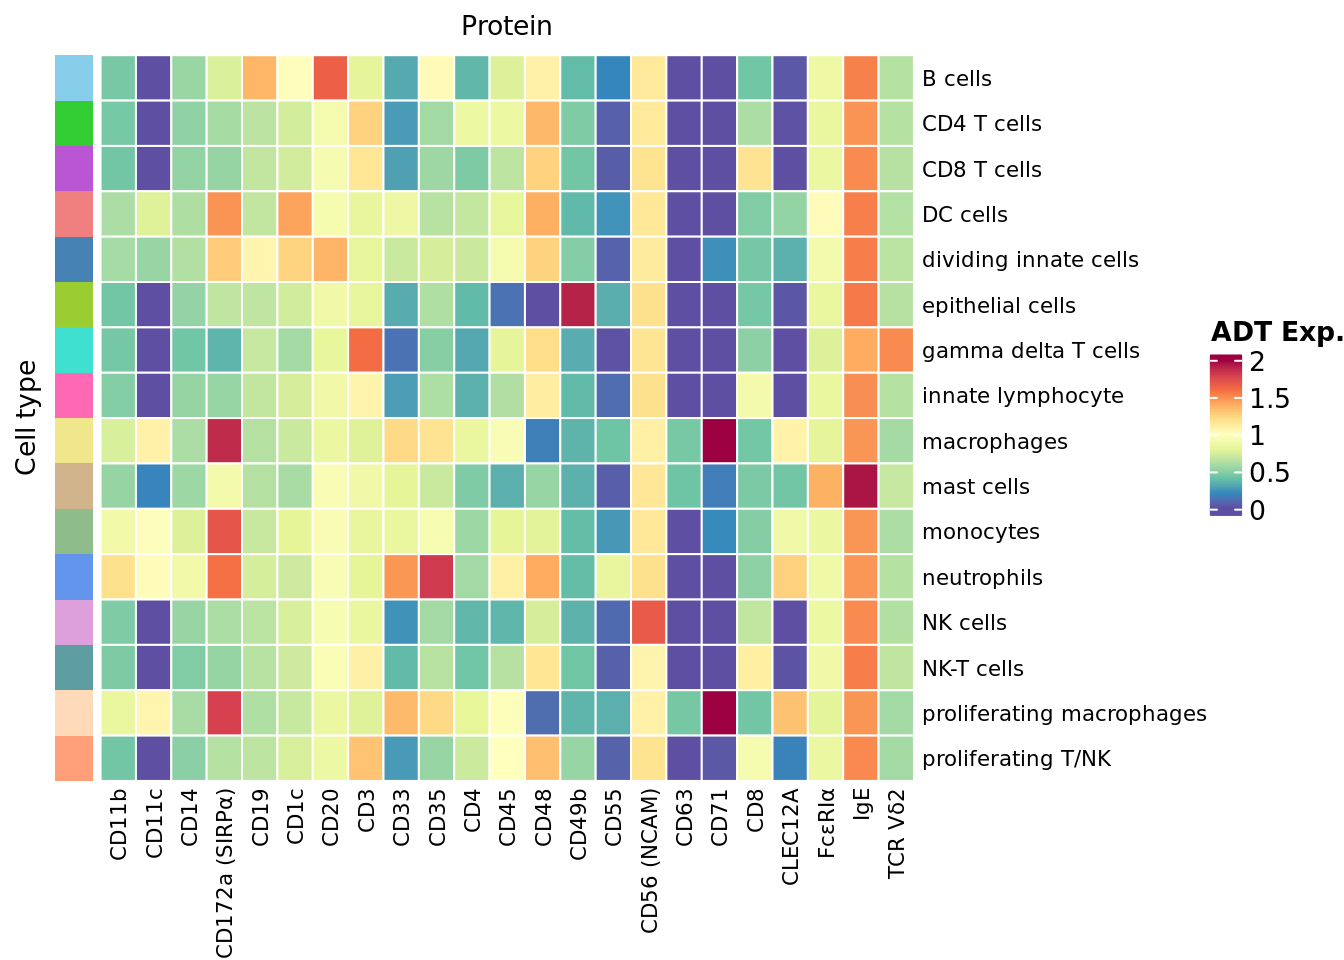 Protein
Cell type
B cells
CD4 T cells
CD8 T cells
DC cells
dividing innate cells
epithelial cells
gamma delta T cells
innate lymphocyte
macrophages
mast cells
monocytes
neutrophils
NK cells
NK-T cells
proliferating macrophages
proliferating T/NK
CD11b
CD11c
CD14
CD172a (SIRPα)
CD19
CD1c
CD20
CD3
CD33
CD35
CD4
CD45
CD48
CD49b
CD55
CD56 (NCAM)
CD63
CD71
CD8
CLEC12A
FcεRIα
IgE
TCR Vδ2
ADT Exp.
2
1.5
1
0.5
0